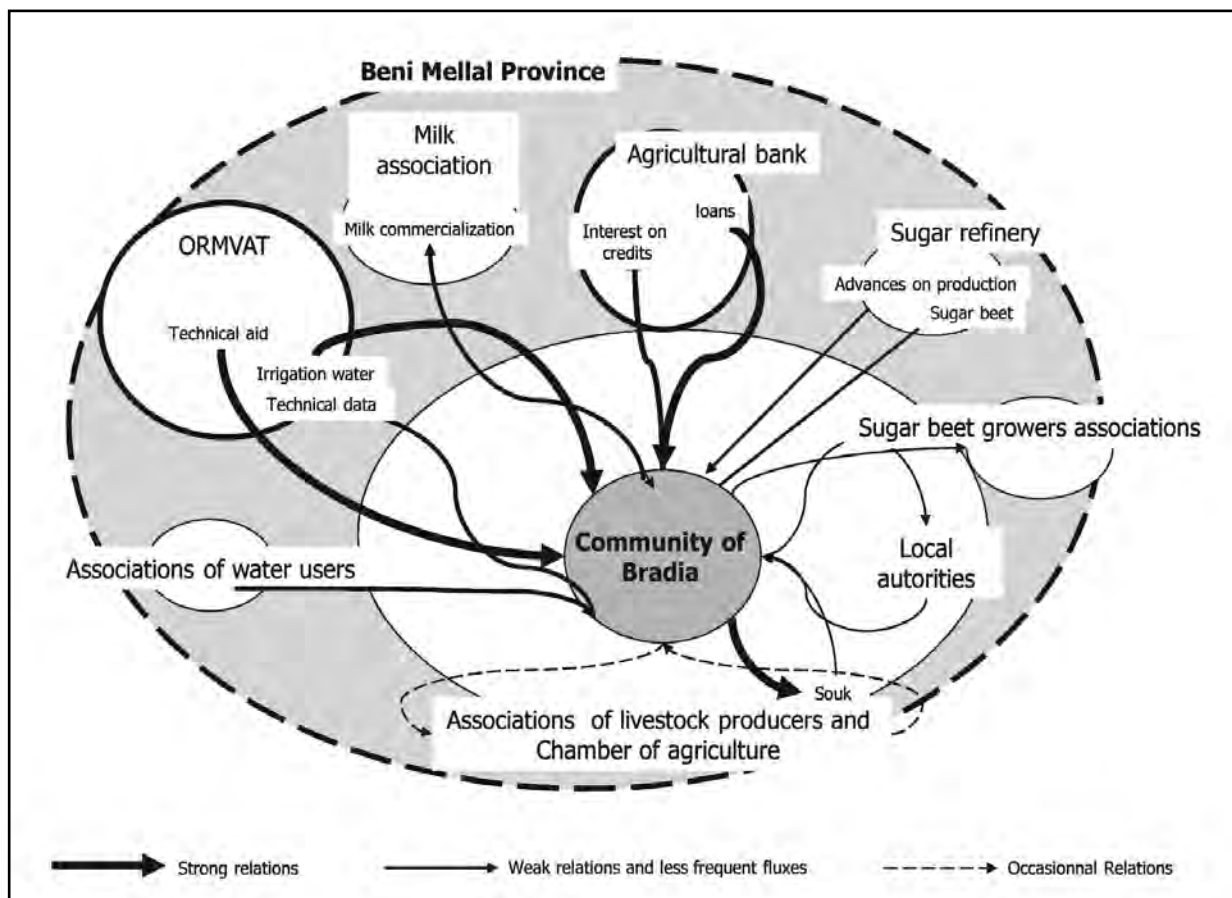 Beni Mellal Province
Milk
association
Milk commercialization
Agricultural bank
loans
Interest on
credits
Sugar refinery
Advances on production
Sugar beet
ORMVAT
Technical aid
Irrigation water
Technical data
Sugar beet growers associations
Local
autorities
Community of
Bradia
Associations of water users
Souk
Associations of livestock producers and
Chamber of agriculture
Strong relations
Weak relations and less frequent fluxes
Occasionnal Relations